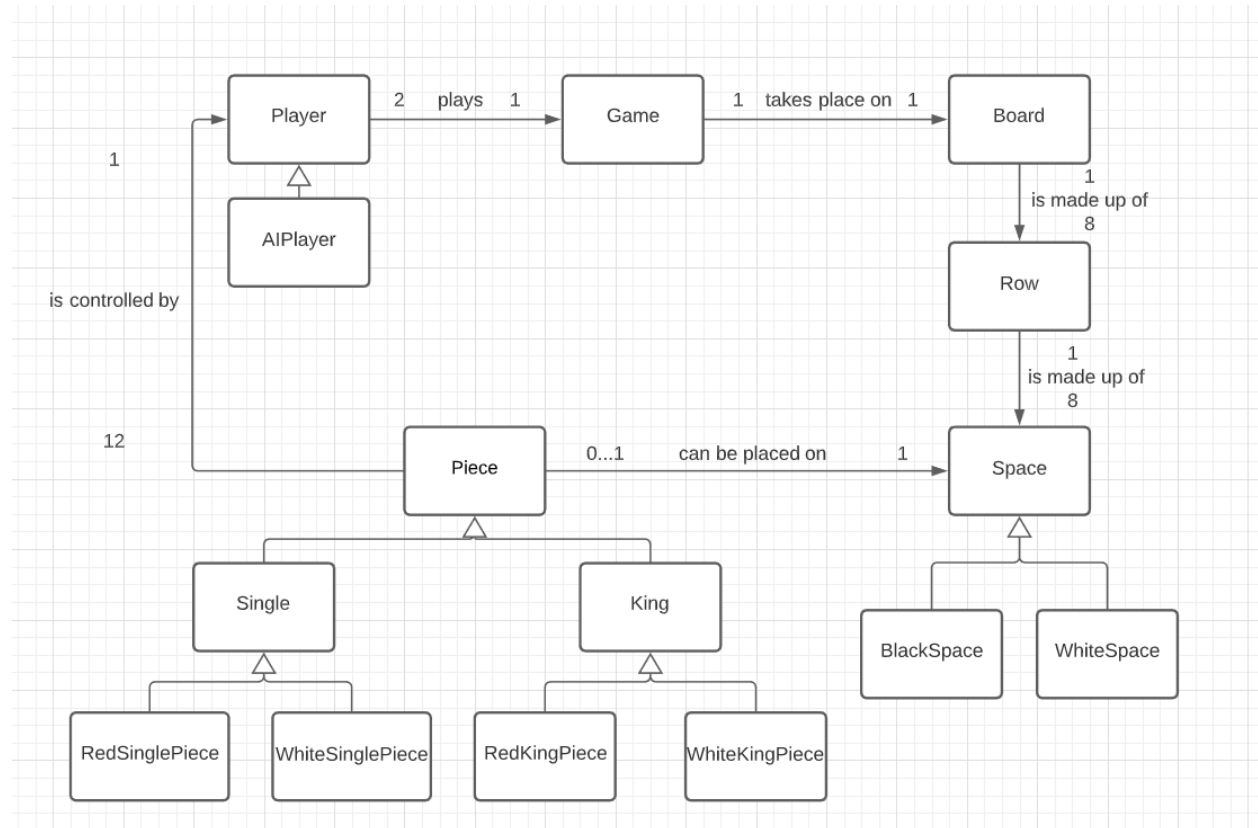 Player
2 plays 1
Game
1 takes place on 1
Board
1
1
is made up of
8
AIPlayer
Row
is controlled by
1
is made up of
8
12
Piece
0...1 can be placed on 1
Space
Single
King
BlackSpace
WhiteSpace
RedSinglePiece
WhiteSinglePiece
RedKingPiece
WhiteKingPiece